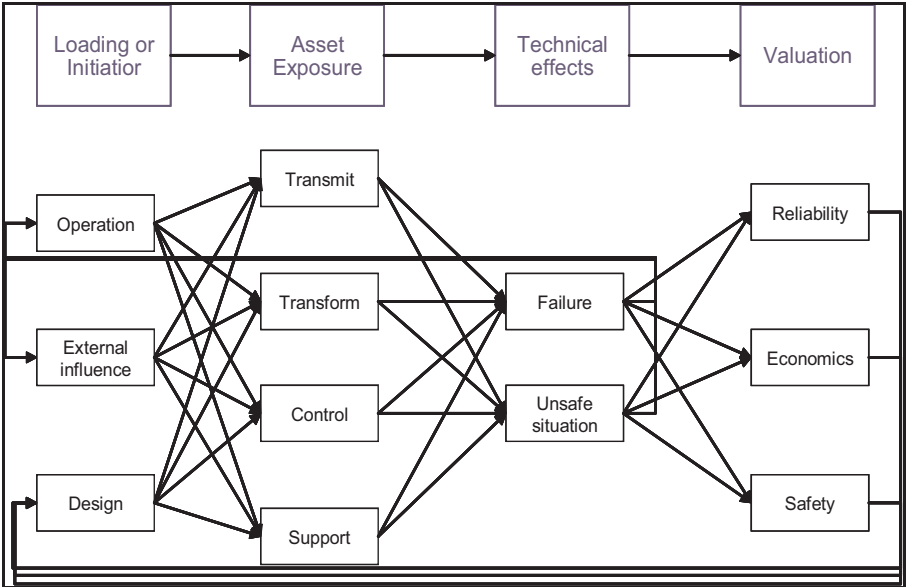 Loading or
Initiatior
Asset
Exposure
Technical
effects
Valuation
Transmit
Operation
Reliability
Transform
Failure
External
influence
Economics
Control
Unsafe
situation
Design
Safety
Support